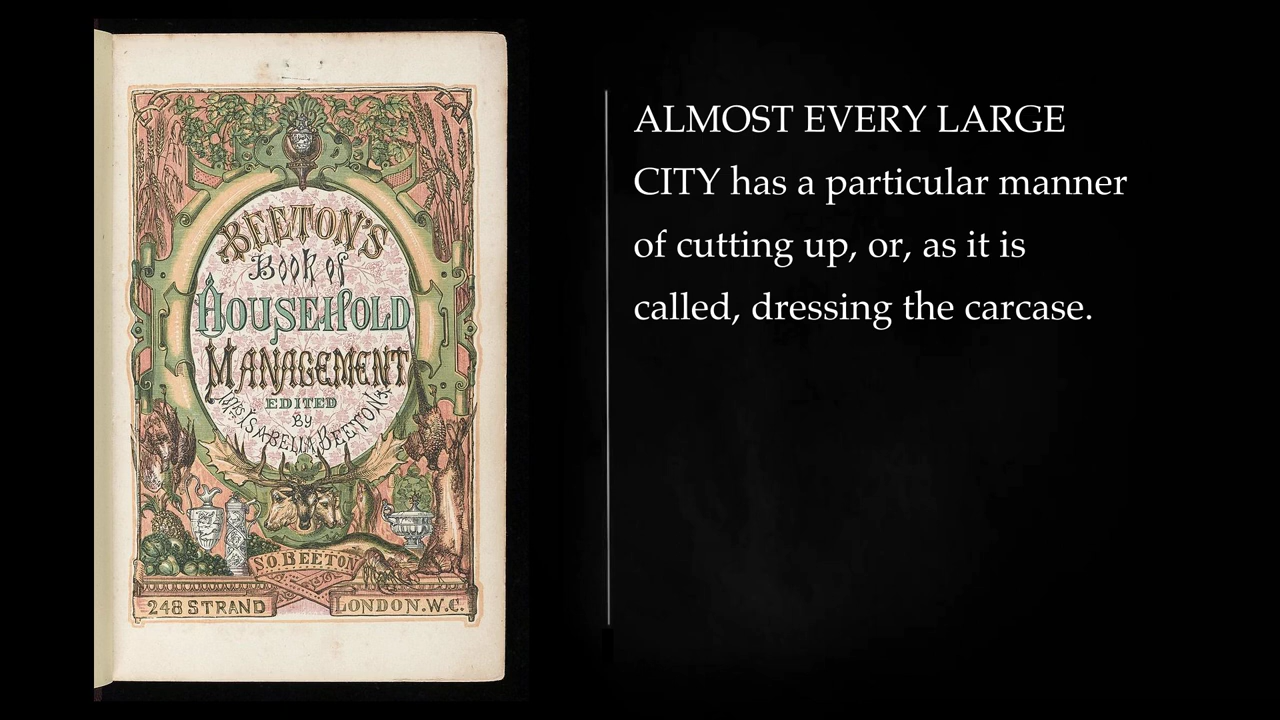 BEETON'S
Book of
HOUSEHOLD
MANAGEMENT
EDITED
BY
MRS ISABELLA BEETON
S.O. BEETON
248 STRAND
LONDON. W.C.
ALMOST EVERY LARGE
CITY has a particular manner
of cutting up, or, as it is
called, dressing the carcase.